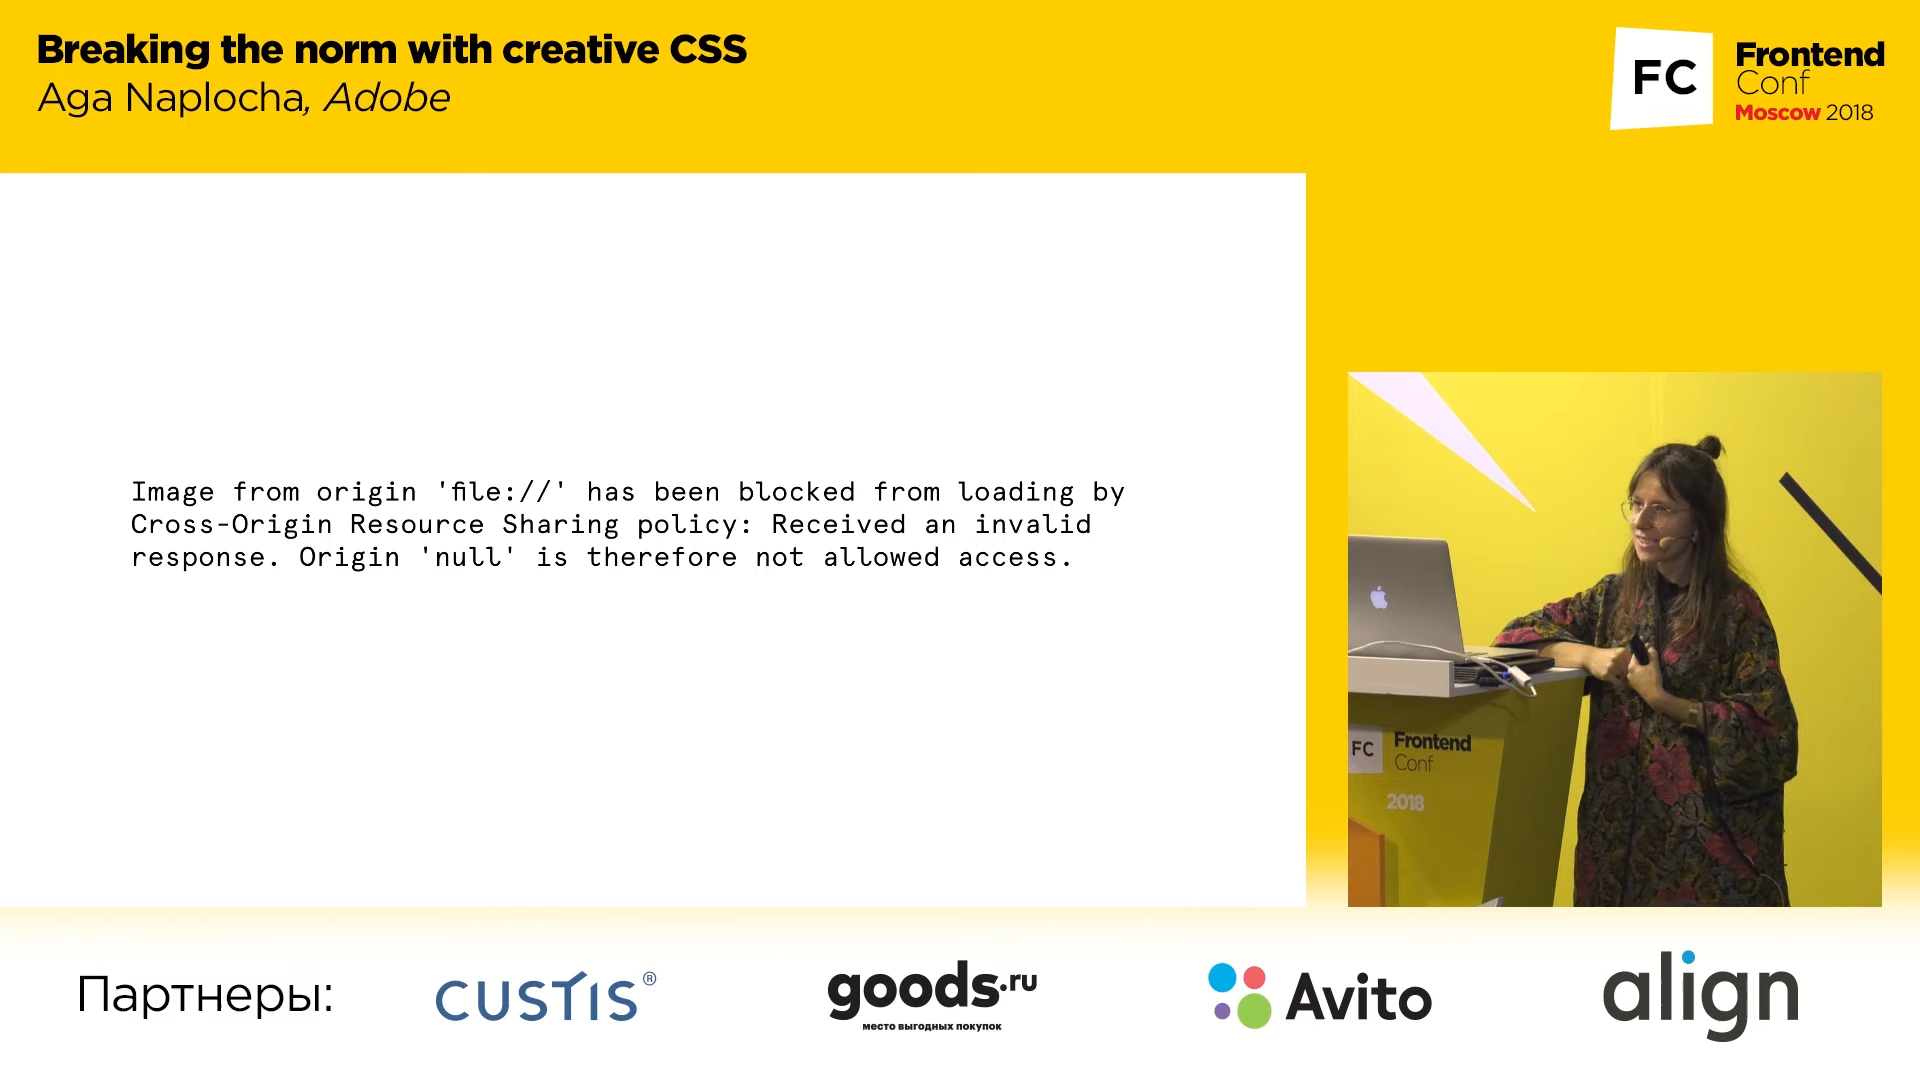 Breaking the norm with creative CSS
Aga Naplocha, Adobe
FC
Frontend
Conf
Moscow 2018
Image from origin 'file://' has been blocked from loading by
Cross-Origin Resource Sharing policy: Received an invalid
response. Origin 'null' is therefore not allowed access.
FC
Frontend
Conf
2018
Партнеры:
CUSTIS®
goods.ru
место выгодных покупок
Avito
align